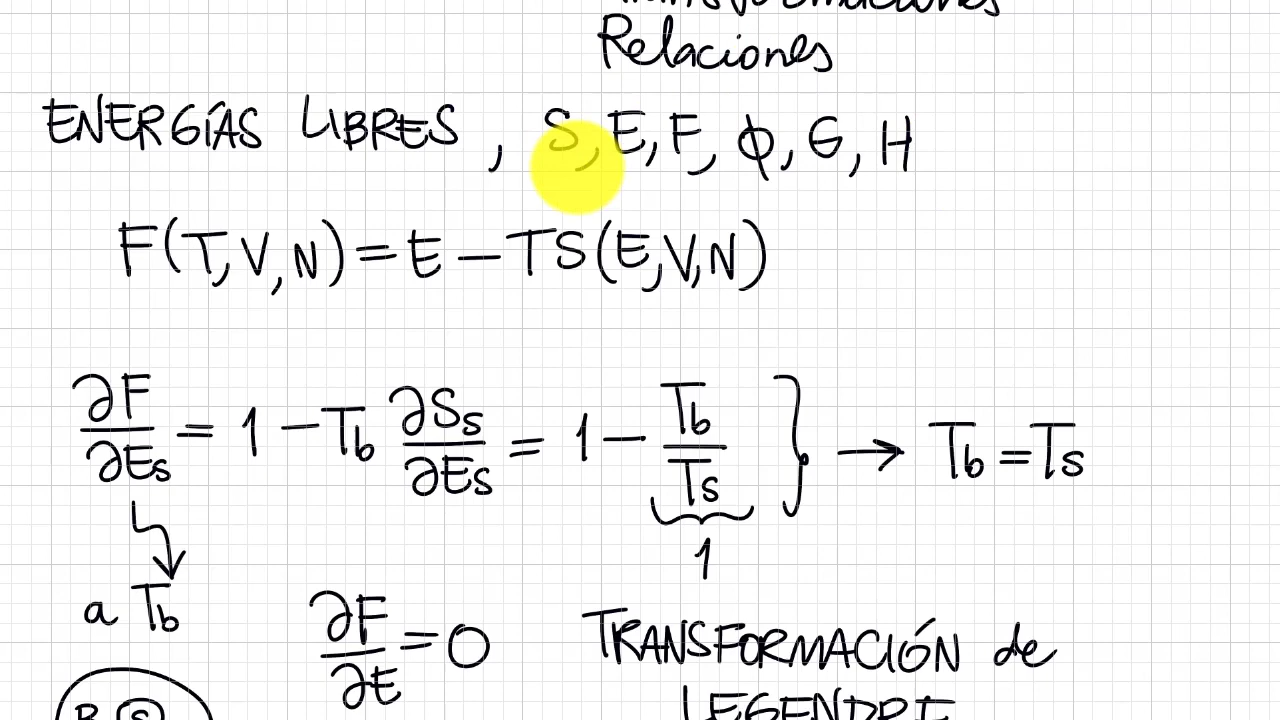 Relaciones
ENERGÍAS LIBRES, S, E, F, Φ, G, H
F(T,V,N) = E – TS(E,V,N)
∂F/∂Es = 1 – Tb ∂Ss/∂Es = 1 – Tb/Ts } → Tb = Ts
1
a Tb
∂F/∂E = 0
TRANSFORMACIÓN de
LEGENDRE
B S